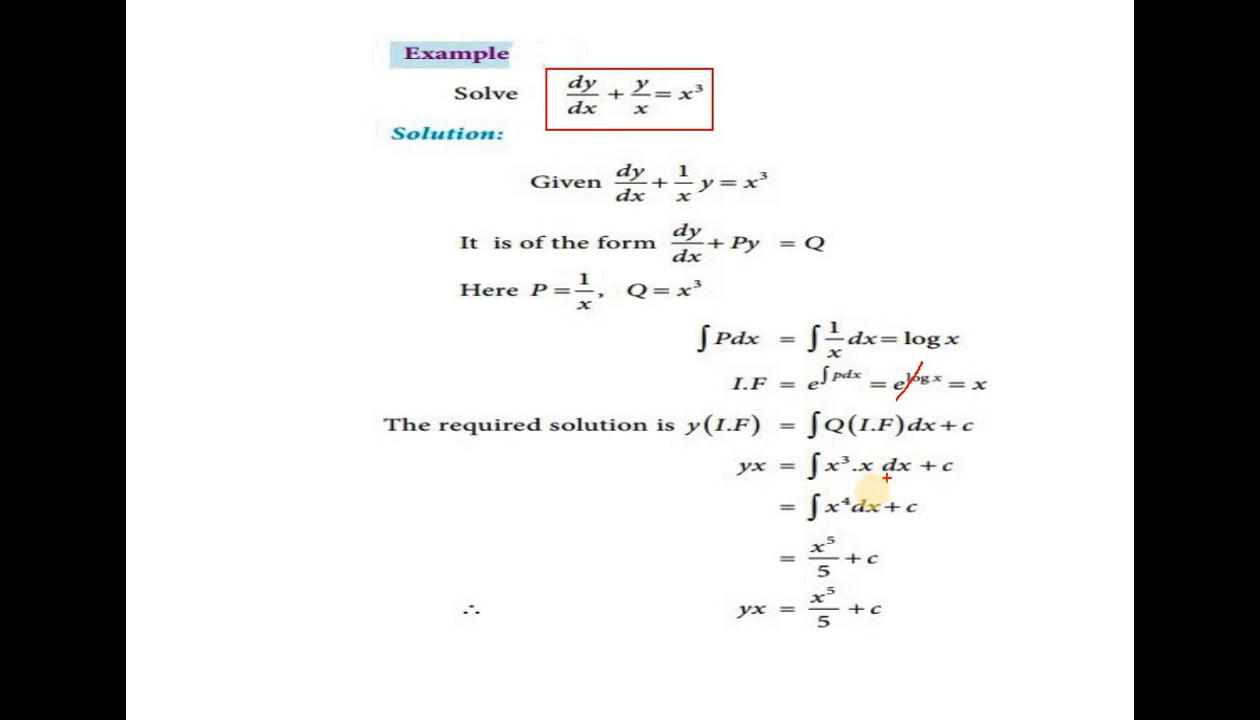 Example
Solve dy/dx + y/x = x³
Solution:
Given dy/dx + 1/x y = x³
It is of the form dy/dx + Py = Q
Here P = 1/x, Q = x³
∫Pdx = ∫1/x dx = log x
I.F = e^∫pdx = e^log x = x
The required solution is y(I.F) = ∫Q(I.F)dx + c
yx = ∫x³.x dx + c
= ∫x⁴dx + c
= x⁵/5 + c
∴ yx = x⁵/5 + c